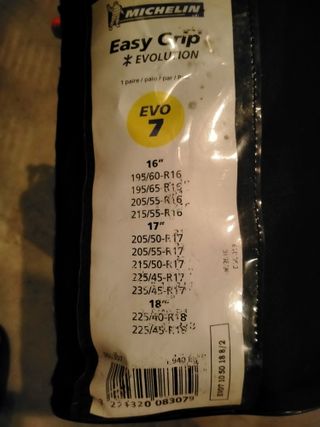 MICHELIN
Easy Grip
EVOLUTION
1 paire / paio / par /
EVO
7
16"
195/60-R16
195/65-R16
205/55-R16
215/55-R16
17"
205/50-R17
205/55-R17
215/50-R17
225/45-R17
235/45-R17
18"
225/40-R18
225/45-R18
083079